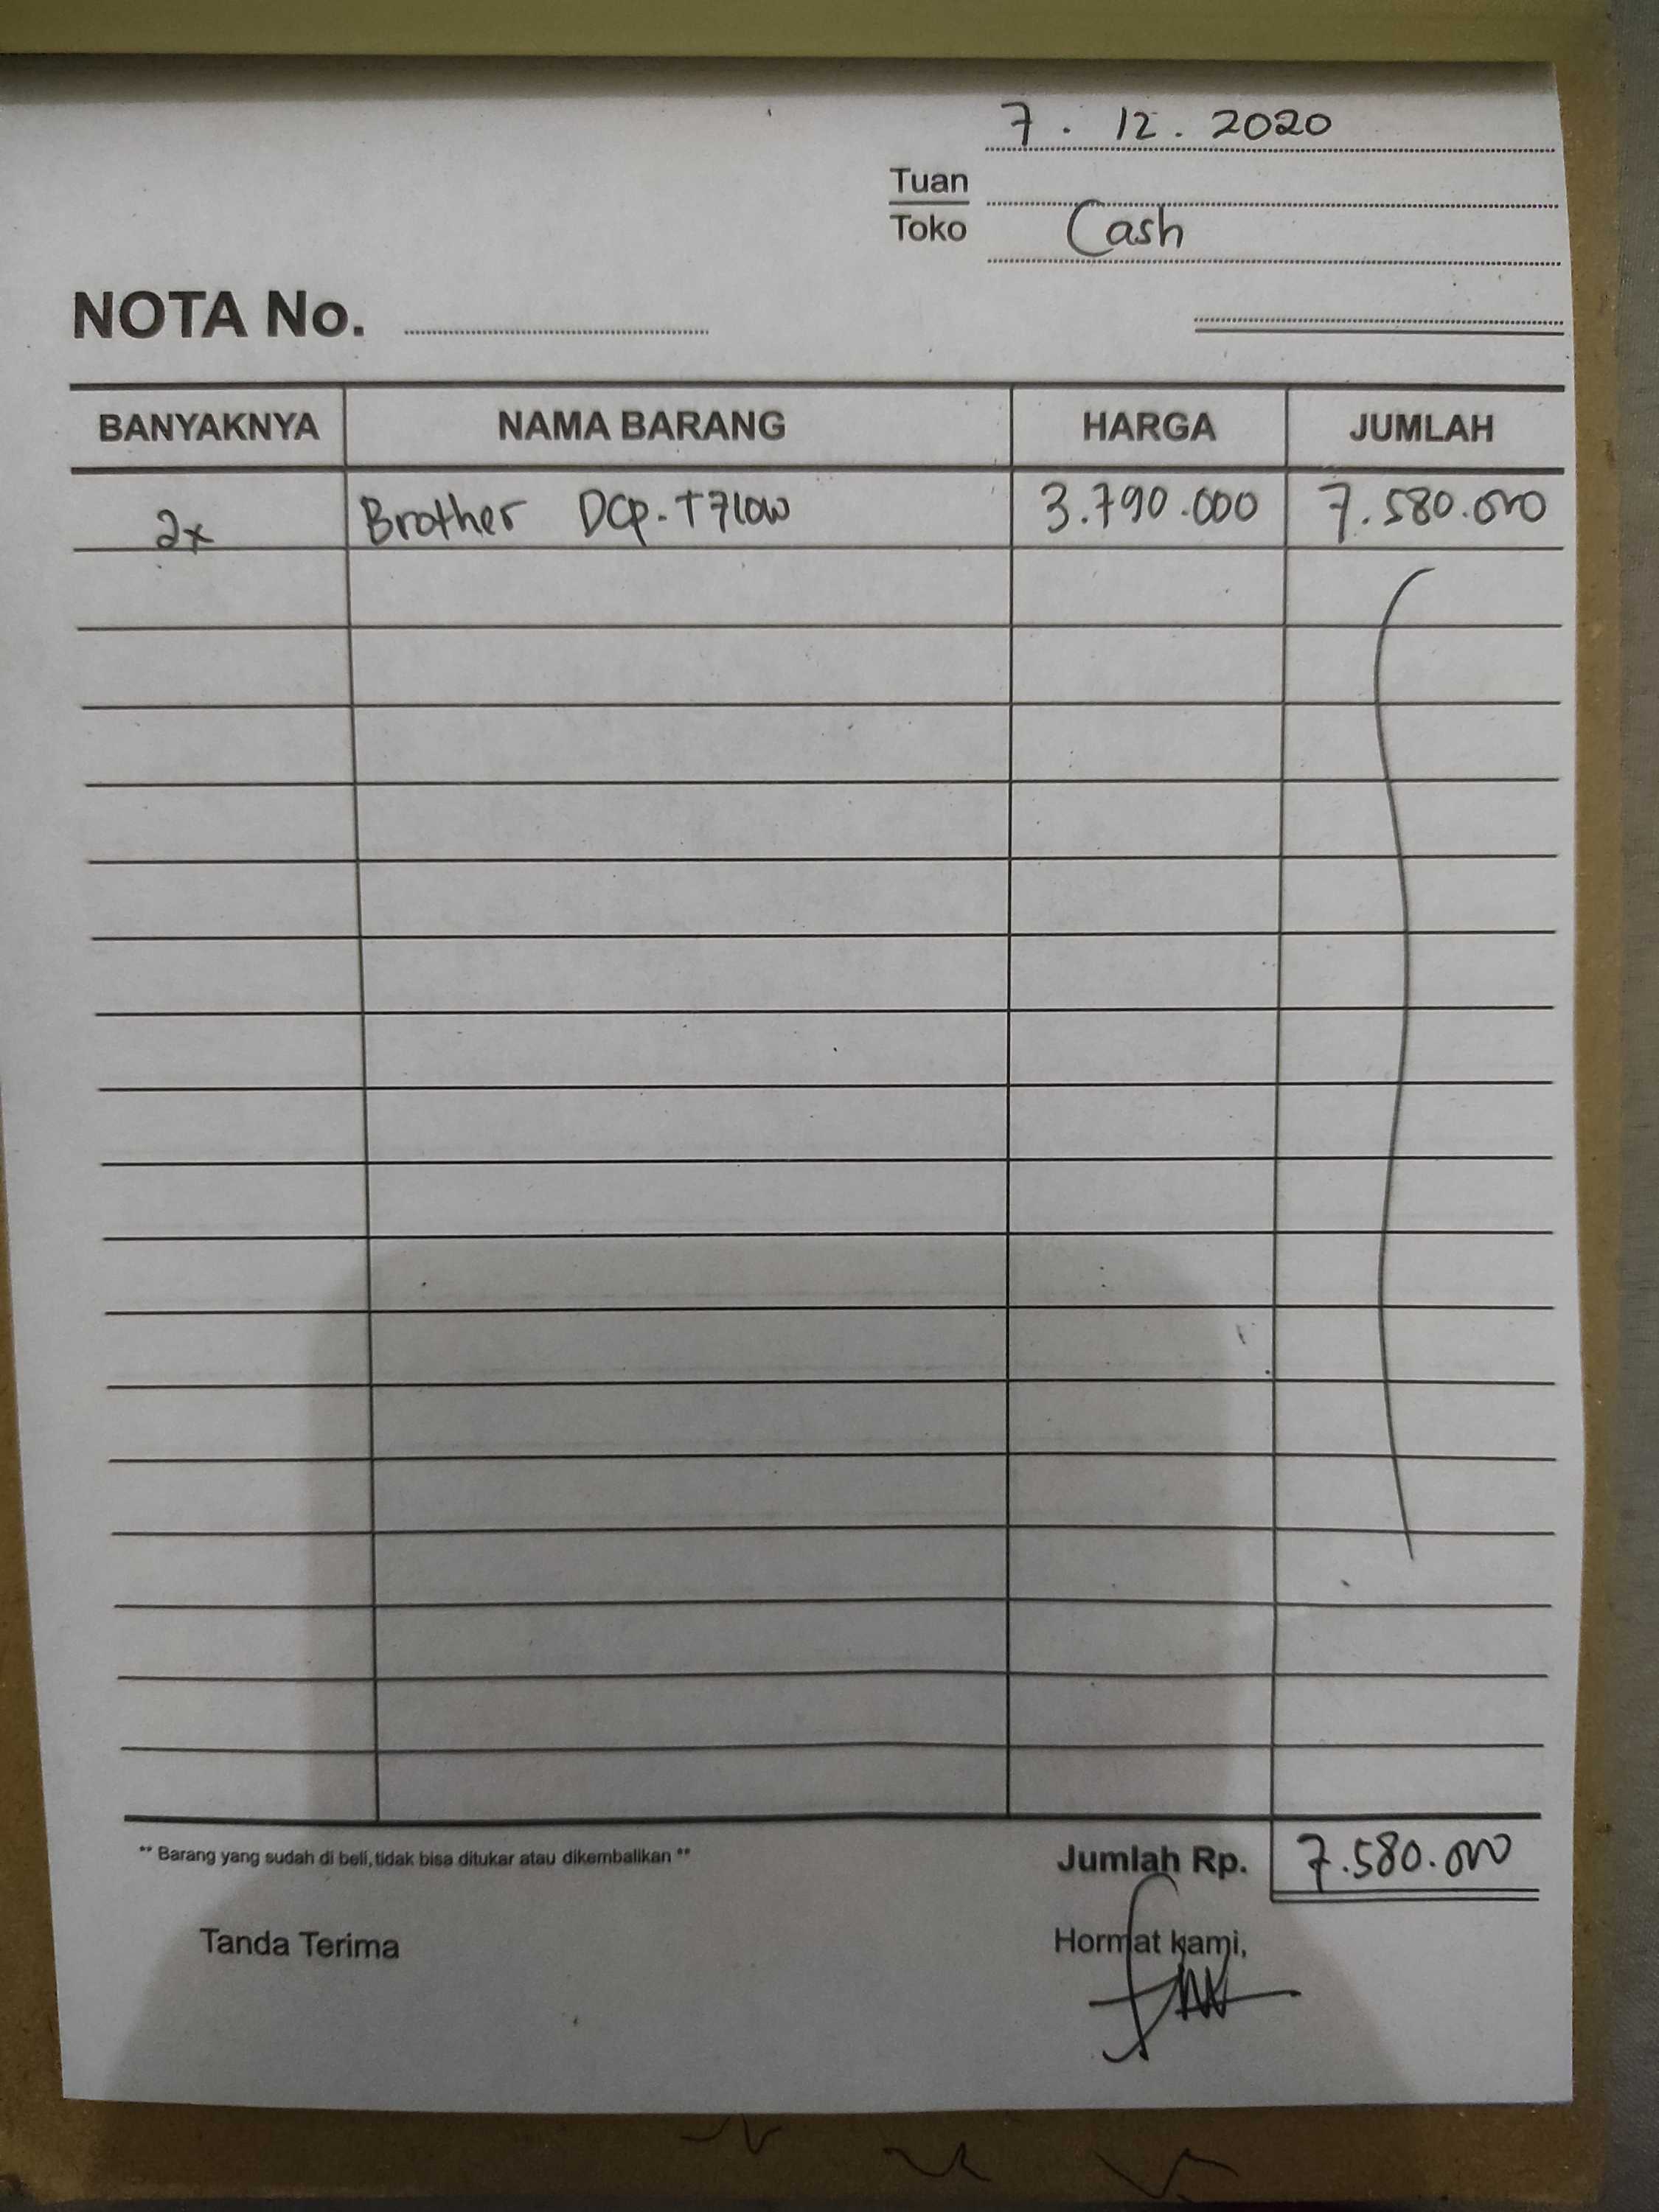 7 . 12 . 2020
Tuan
Toko Cash
NOTA No.
BANYAKNYA NAMA BARANG HARGA JUMLAH
2x Brother DCP-T710W 3.790.000 7.580.000
** Barang yang sudah di beli, tidak bisa ditukar atau dikembalikan ** Jumlah Rp. 7.580.000
Tanda Terima Hormat kami,